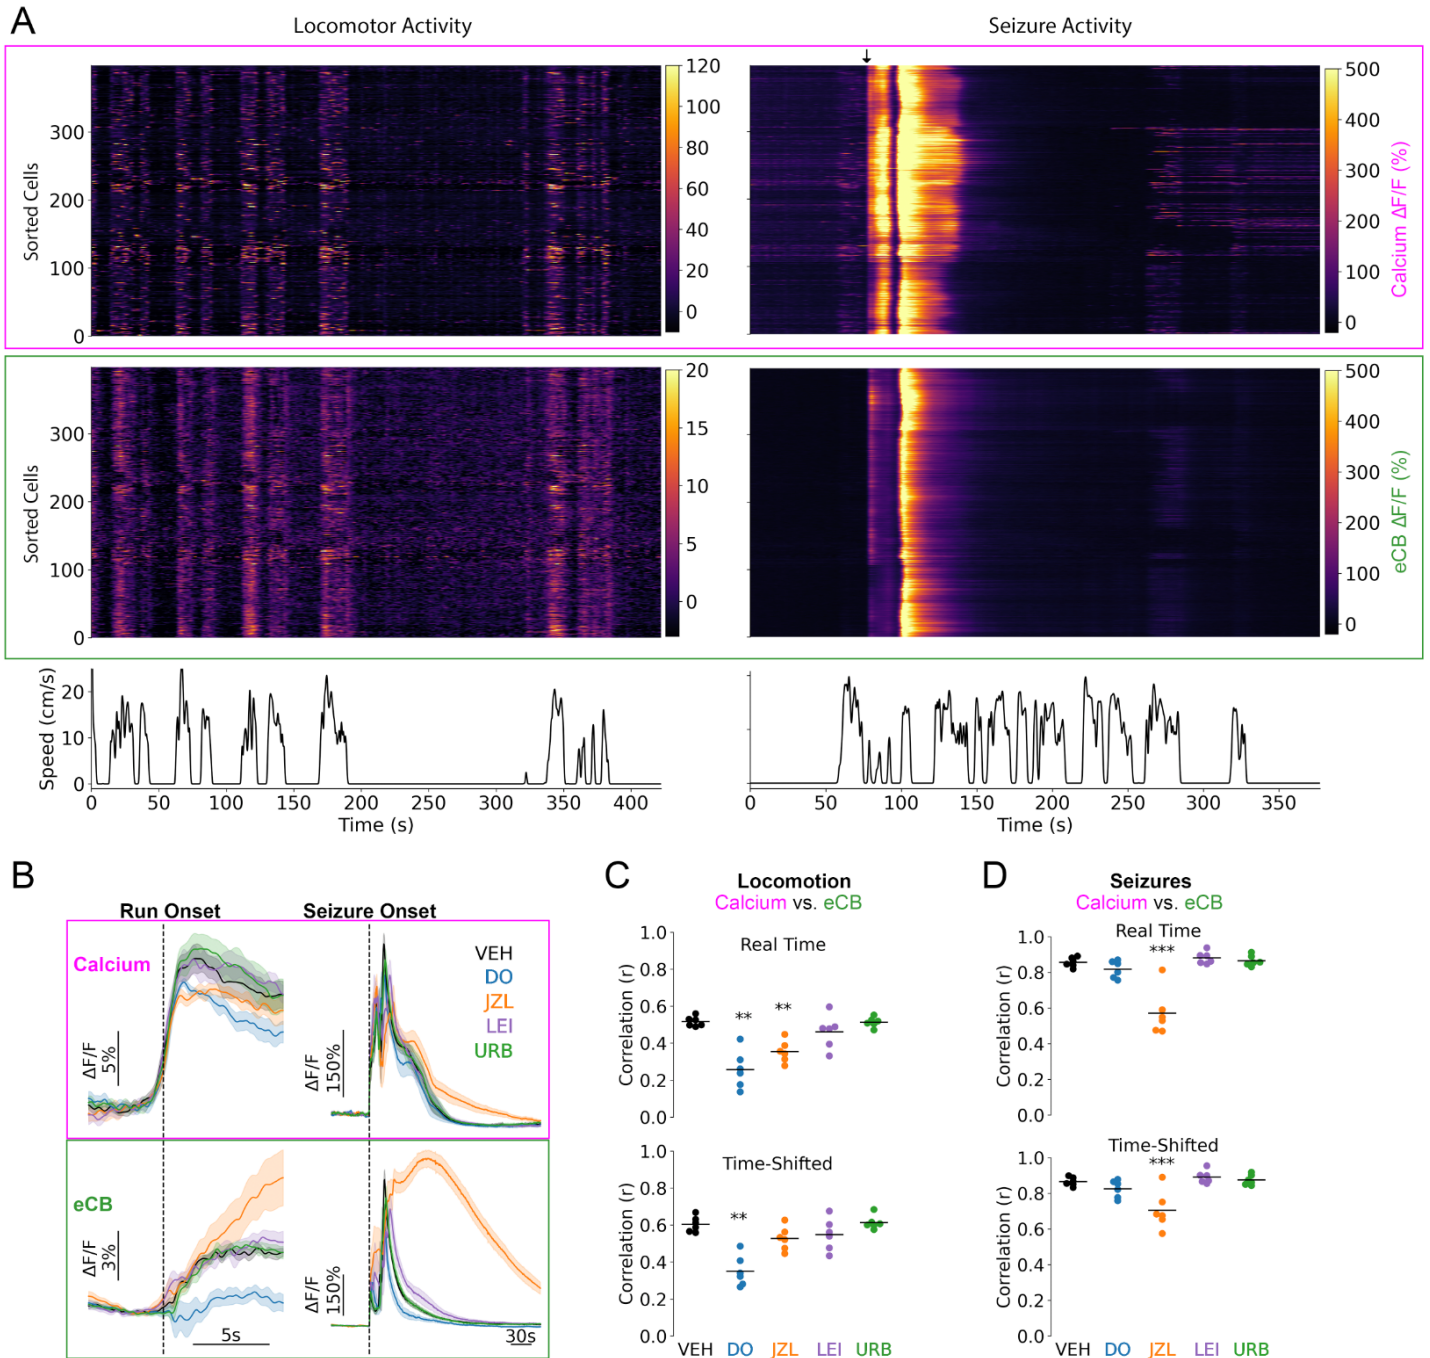 A
Locomotor Activity
Seizure Activity
↓
Sorted Cells
300
200
100
0
120
100
80
60
40
20
0
500
400
300
200
100
0
Calcium ΔF/F (%)
Sorted Cells
300
200
100
0
20
15
10
5
0
500
400
300
200
100
0
eCB ΔF/F (%)
Speed (cm/s)
20
10
0
0 50 100 150 200 250 300 350 400
Time (s)
0 50 100 150 200 250 300 350
Time (s)
B
Run Onset
Seizure Onset
Calcium
VEH
DO
JZL
LEI
URB
ΔF/F
5%
ΔF/F
150%
eCB
ΔF/F
3%
ΔF/F
150%
5s
30s
C
Locomotion
Calcium vs. eCB
Real Time
Correlation (r)
1.0
0.8
0.6
0.4
0.2
0.0
**
**
Time-Shifted
Correlation (r)
1.0
0.8
0.6
0.4
0.2
0.0
**
VEH DO JZL LEI URB
D
Seizures
Calcium vs. eCB
Real Time
Correlation (r)
1.0
0.8
0.6
0.4
0.2
0.0
***
Time-Shifted
Correlation (r)
1.0
0.8
0.6
0.4
0.2
0.0
***
VEH DO JZL LEI URB